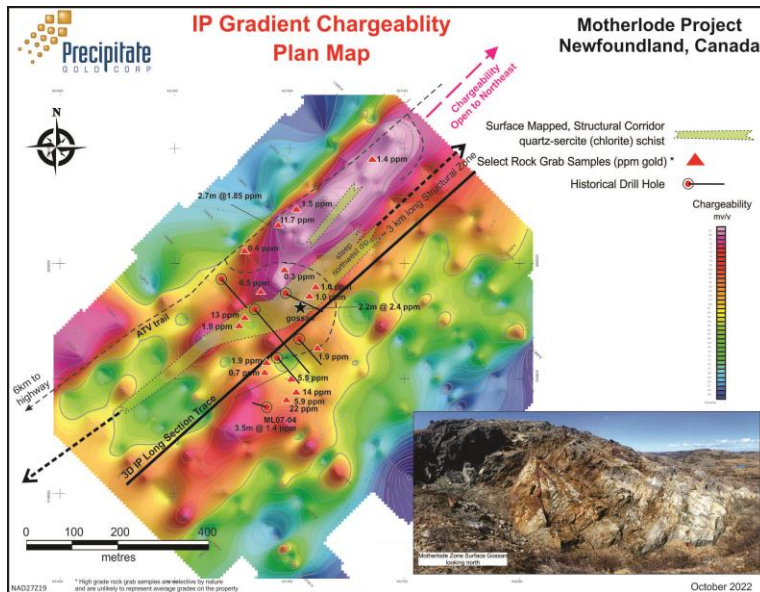 Precipitate
GOLD CORP
IP Gradient Chargeablity
Plan Map
Motherlode Project
Newfoundland, Canada
N
Chargeability
Open to Northeast
Surface Mapped, Structural Corridor
quartz-sercite (chlorite) schist
Select Rock Grab Samples (ppm gold) *
Historical Drill Hole
Chargeability
mv/v
1.4 ppm
2.7m @1.85 ppm
1.5 ppm
11.7 ppm
~3 km long Structural Zone
0.4 ppm
steep
northwest dip
0.3 ppm
0.5 ppm
1.0 ppm
gossan
2.2m @ 2.4 ppm
13 ppm
1.9 ppm
ATV trail
1.9 ppm
1.9 ppm
0.7 ppm
5.5 ppm
6km to
highway
14 ppm
5.9 ppm
22 ppm
ML07-04
3.5m @ 1.4 ppm
3D IP Long-Section Trace
0 100 200 400
metres
Motherlode Zone Surface Gossan
looking north
NAD27Z19
* High grade rock grab samples are selective by nature
and are unlikely to represent average grades on the property
October 2022